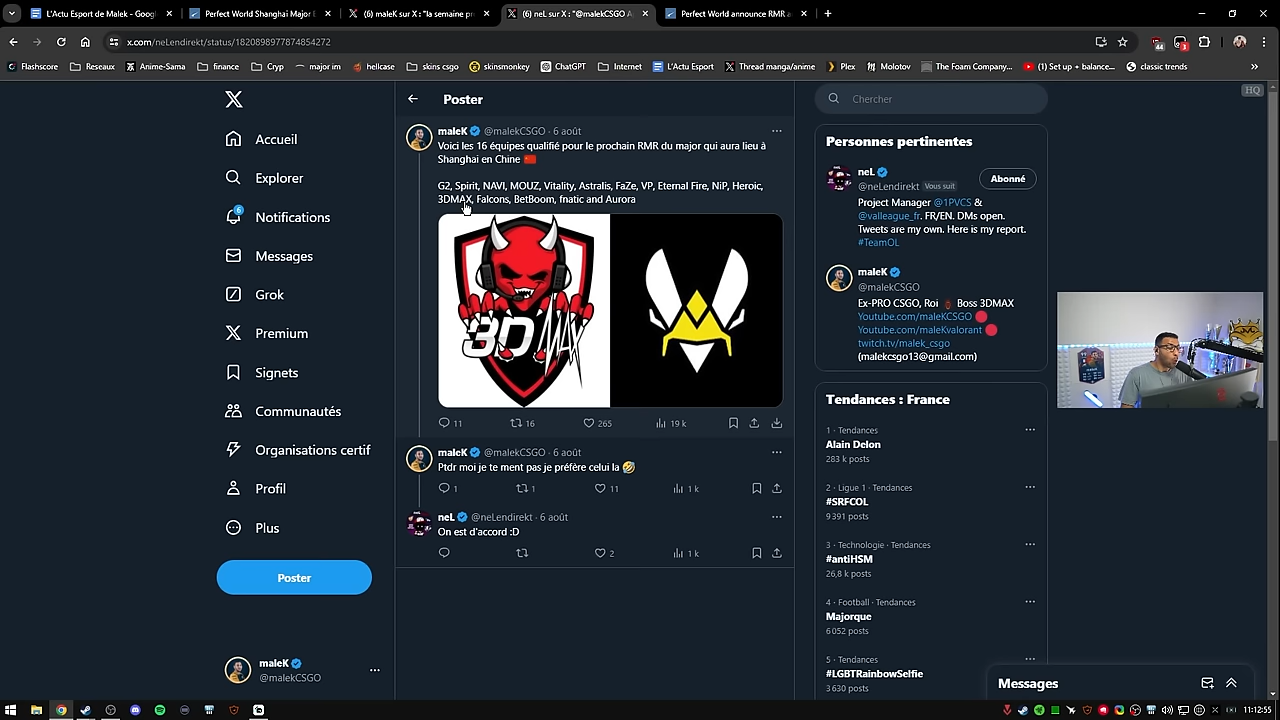 L'Actu Esport de Malek - Googl
Perfect World Shanghai Major
(6) maleK sur X : "la semaine pr
(6) neL sur X : "@malekCSGO A
Perfect World announce RMR a
x.com/neLendirekt/status/1820898977874854272
Flashscore
Reseaux
Anime-Sama
finance
Cryp
major im
hellcase
skins csgo
skinsmonkey
ChatGPT
Internet
L'Actu Esport
Thread manga/anime
Plex
Molotov
The Foam Company...
(1) Set up + balance...
classic trends
Accueil
Explorer
6
Notifications
Messages
Grok
Premium
Signets
Communautés
Organisations certif
Profil
Plus
Poster
maleK
@malekCSGO
Poster
maleK @malekCSGO · 6 août
Voici les 16 équipes qualifié pour le prochain RMR du major qui aura lieu à
Shanghai en Chine 🇨🇳
G2, Spirit, NAVI, MOUZ, Vitality, Astralis, FaZe, VP, Eternal Fire, NiP, Heroic,
3DMAX, Falcons, BetBoom, fnatic and Aurora
3DMAX
11 16 265 19 k
maleK @malekCSGO · 6 août
Ptdr moi je te ment pas je préfère celui la 🤣
1 1 11 1 k
neL @neLendirekt · 6 août
On est d'accord :D
2 1 k
Chercher
HQ
Personnes pertinentes
neL
@neLendirekt Vous suit
Abonné
Project Manager @1PVCS &
@valleague_fr. FR/EN. DMs open.
Tweets are my own. Here is my report.
#TeamOL
maleK
@malekCSGO
Ex-PRO CSGO, Roi Boss 3DMAX
Youtube.com/maleKCSGO
Youtube.com/maleKvalorant
twitch.tv/malek_csgo
(malekcsgo13@gmail.com)
Tendances : France
1 · Tendances
Alain Delon
283 k posts
2 · Ligue 1 · Tendances
#SRFCOL
9 391 posts
3 · Technologie · Tendances
#antiHSM
26,8 k posts
4 · Football · Tendances
Majorque
6 052 posts
5 · Tendances
#LGBTRainbowSelfie
3 630 posts
Messages
11:12:55